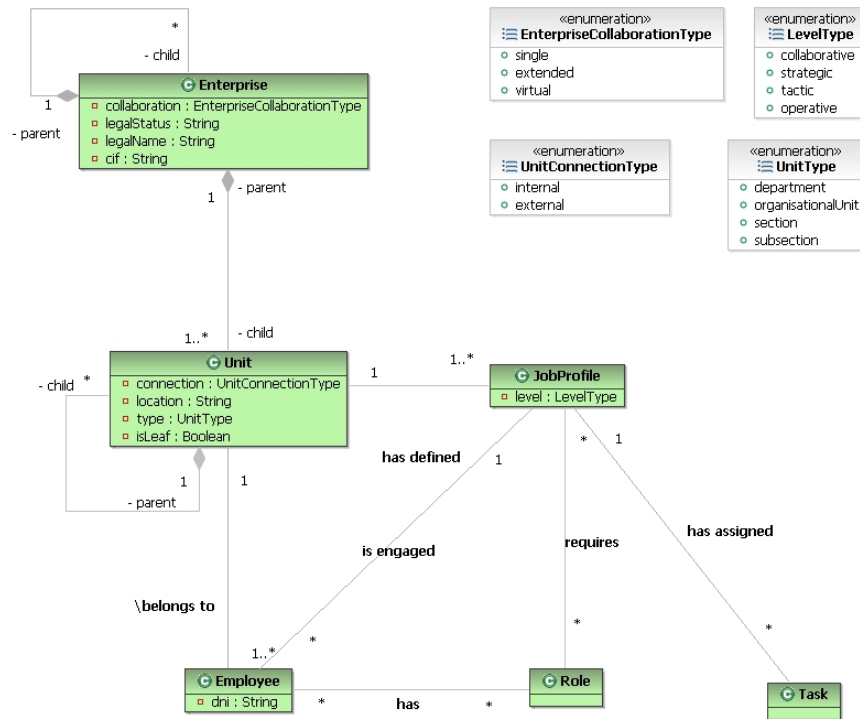 *
- child
1
- parent
Enterprise
collaboration : EnterpriseCollaborationType
legalStatus : String
legalName : String
cif : String
«enumeration»
EnterpriseCollaborationType
single
extended
virtual
«enumeration»
LevelType
collaborative
strategic
tactic
operative
«enumeration»
UnitConnectionType
internal
external
«enumeration»
UnitType
department
organisationalUnit
section
subsection
1
- parent
1..*
- child
Unit
connection : UnitConnectionType
location : String
type : UnitType
isLeaf : Boolean
- child
*
1
- parent
1
1..*
JobProfile
level : LevelType
1
has defined
1
*
1
is engaged
requires
has assigned
\belongs to
1..*
*
*
*
Employee
dni : String
*
has
*
Role
Task